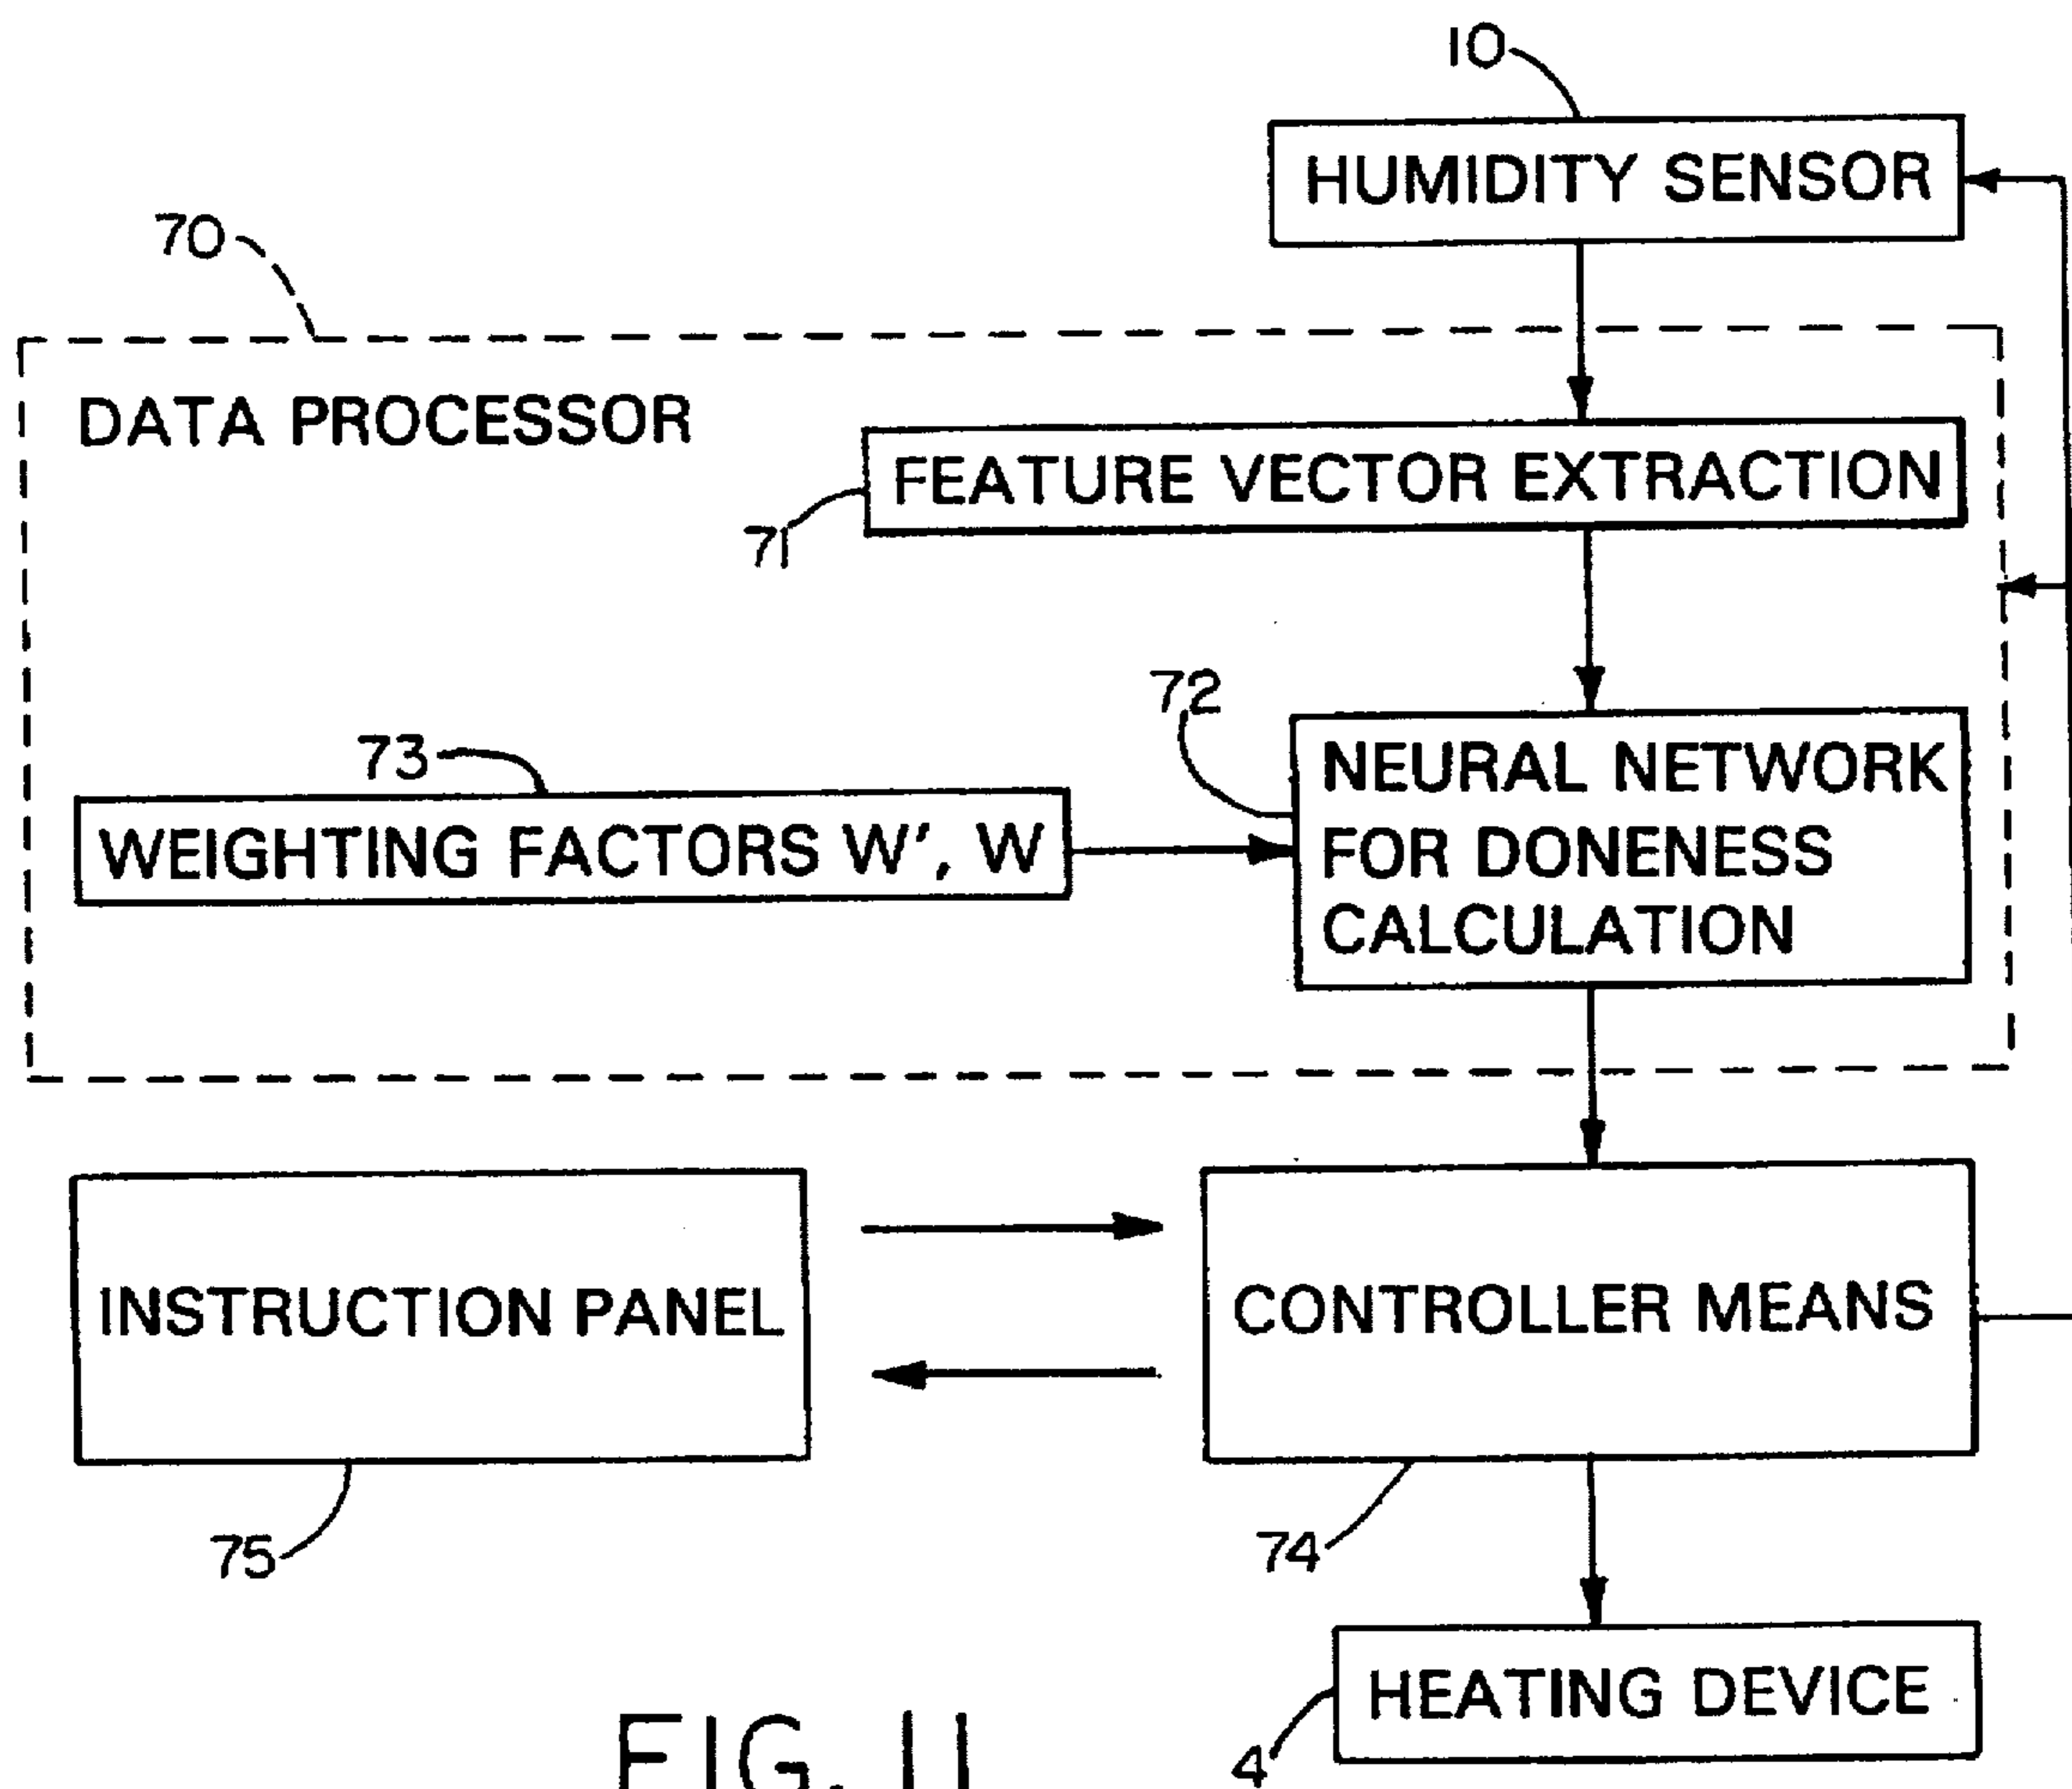 10
HUMIDITY SENSOR
70
DATA PROCESSOR
FEATURE VECTOR EXTRACTION
71
72
73
NEURAL NETWORK
FOR DONENESS
CALCULATION
WEIGHTING FACTORS W', W
INSTRUCTION PANEL
CONTROLLER MEANS
75
74
HEATING DEVICE
4
FIG. 11